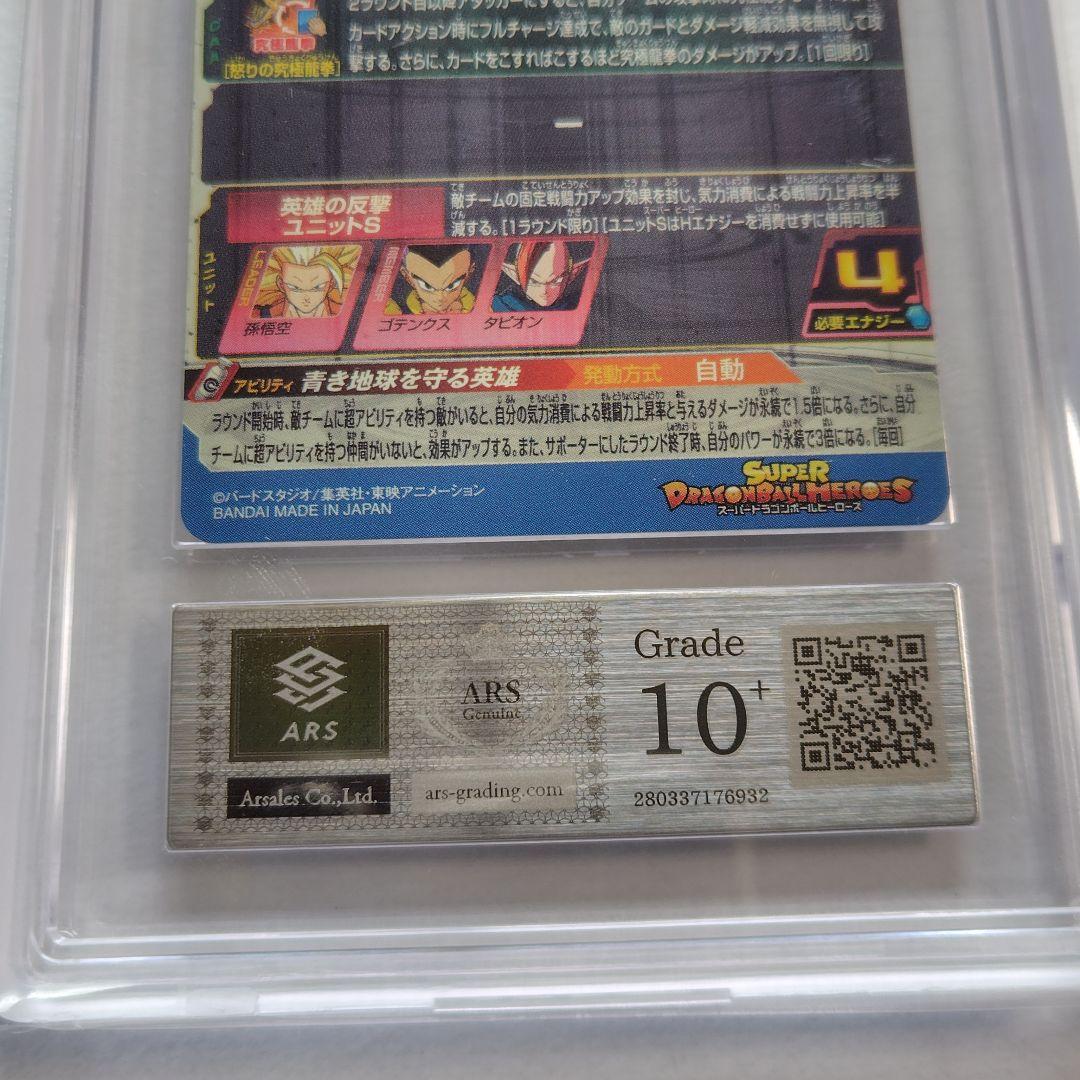 カードアクション時にフルチャージ達成で、敵のカードとダメージ軽減効果を無視して攻
撃する。さらに、カードをこすればこするほど究極龍拳のダメージがアップ。[1回限り]
究極龍拳
[怒りの究極龍拳]
ユニット
英雄の反撃
ユニットS
敵チームの固定戦闘力アップ効果を封じ、気力消費による戦闘力上昇率を半
減する。[1ラウンド限り][ユニットSはHエナジーを消費せずに使用可能]
LEADER
孫悟空
MEMBER
ゴテンクス
タピオン
4
必要エナジー
アビリティ 青き地球を守る英雄 発動方式 自動
ラウンド開始時、敵チームに超アビリティを持つ敵がいると、自分の気力消費による戦闘力上昇率と与えるダメージが永続で1.5倍になる。さらに、自分
チームに超アビリティを持つ仲間がいないと、効果がアップする。また、サポーターにしたラウンド終了時、自分のパワーが永続で3倍になる。[毎回]
©バードスタジオ/集英社・東映アニメーション
BANDAI MADE IN JAPAN
SUPER
DRAGONBALL HEROES
スーパードラゴンボールヒーローズ
ARS
Arsales Co.,Ltd.
ARS
Genuine
ars-grading.com
Grade
10+
280337176932